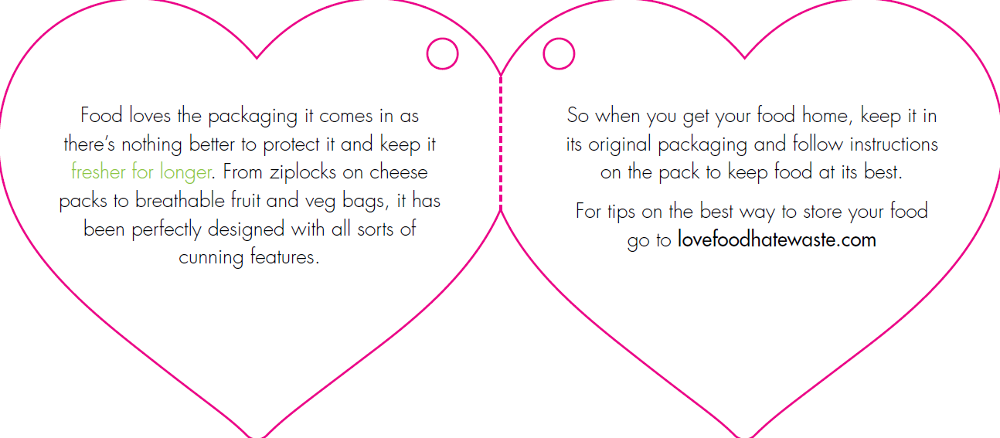 Food loves the packaging it comes in as
there's nothing better to protect it and keep it
fresher for longer. From ziplocks on cheese
packs to breathable fruit and veg bags, it has
been perfectly designed with all sorts of
cunning features.
So when you get your food home, keep it in
its original packaging and follow instructions
on the pack to keep food at its best.
For tips on the best way to store your food
go to lovefoodhatewaste.com